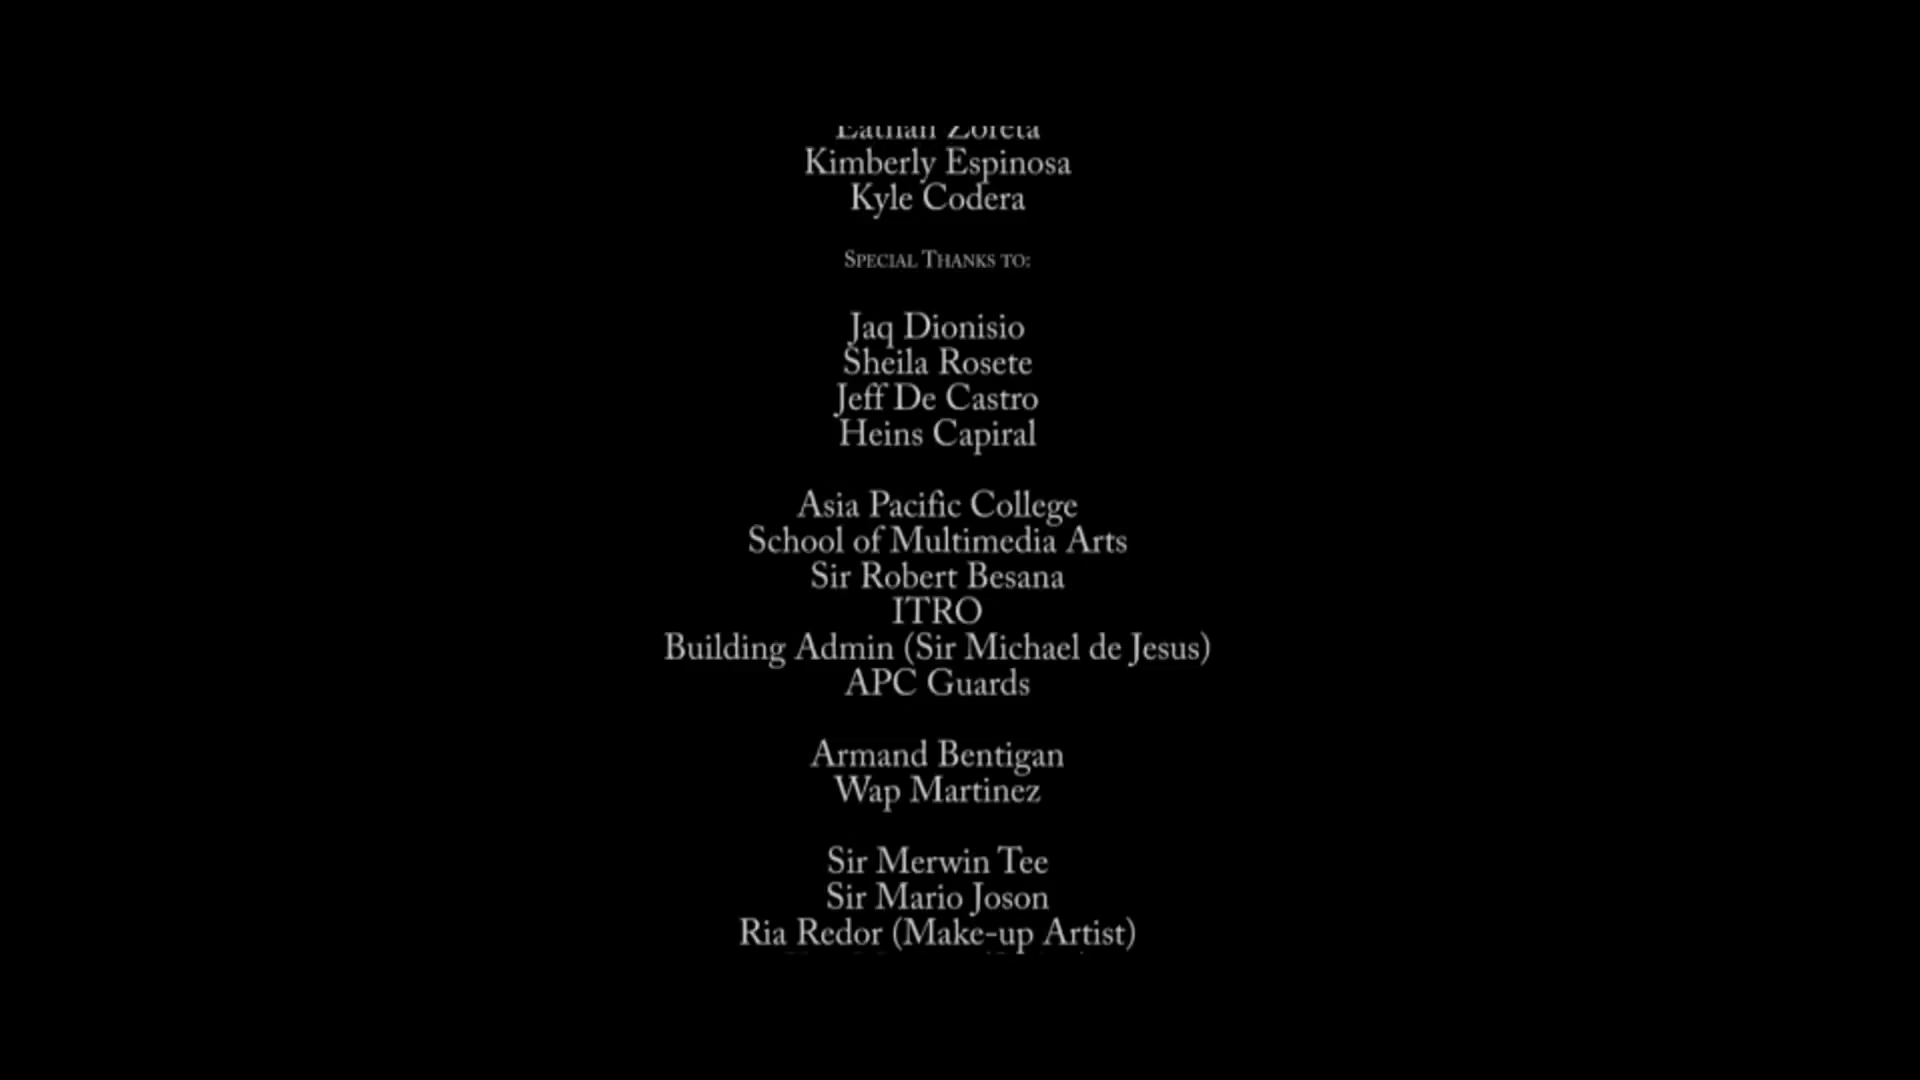 Zoreta
Kimberly Espinosa
Kyle Codera
Special Thanks to:
Jaq Dionisio
Sheila Rosete
Jeff De Castro
Heins Capiral
Asia Pacific College
School of Multimedia Arts
Sir Robert Besana
ITRO
Building Admin (Sir Michael de Jesus)
APC Guards
Armand Bentigan
Wap Martinez
Sir Merwin Tee
Sir Mario Joson
Ria Redor (Make-up Artist)